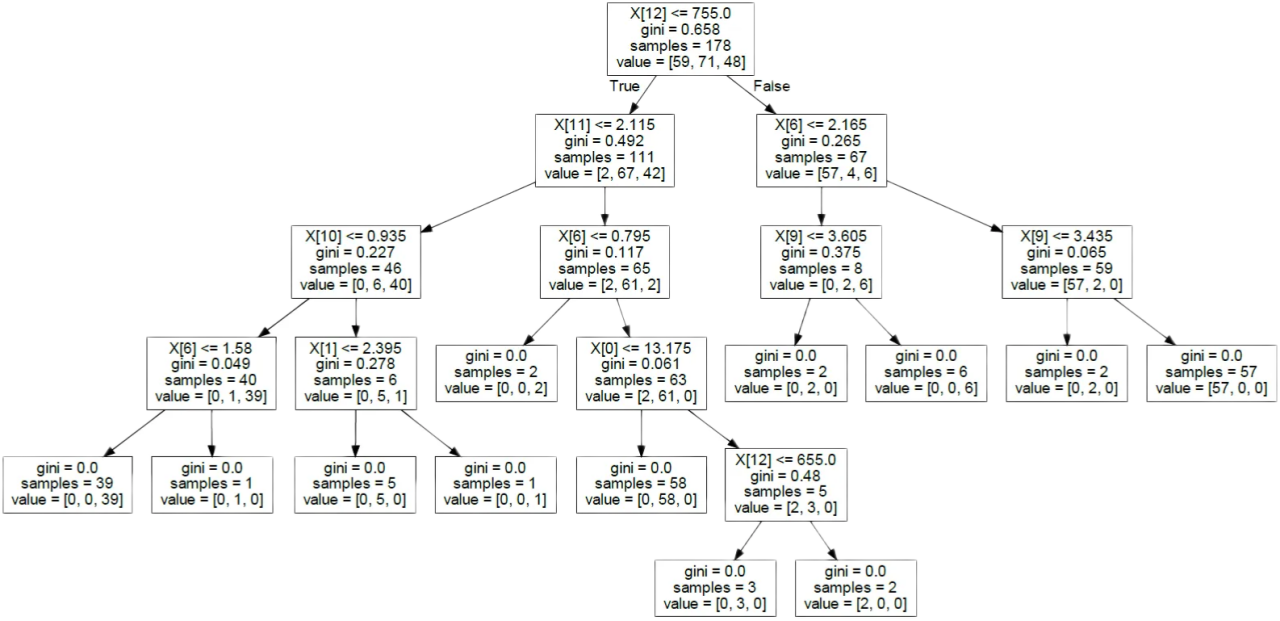 X[12] <= 755.0
gini = 0.658
samples = 178
value = [59, 71, 48]
True
False
X[11] <= 2.115
gini = 0.492
samples = 111
value = [2, 67, 42]
X[6] <= 2.165
gini = 0.265
samples = 67
value = [57, 4, 6]
X[10] <= 0.935
gini = 0.227
samples = 46
value = [0, 6, 40]
X[6] <= 0.795
gini = 0.117
samples = 65
value = [2, 61, 2]
X[9] <= 3.605
gini = 0.375
samples = 8
value = [0, 2, 6]
X[9] <= 3.435
gini = 0.065
samples = 59
value = [57, 2, 0]
X[6] <= 1.58
gini = 0.049
samples = 40
value = [0, 1, 39]
X[1] <= 2.395
gini = 0.278
samples = 6
value = [0, 5, 1]
gini = 0.0
samples = 2
value = [0, 0, 2]
X[0] <= 13.175
gini = 0.061
samples = 63
value = [2, 61, 0]
gini = 0.0
samples = 2
value = [0, 2, 0]
gini = 0.0
samples = 6
value = [0, 0, 6]
gini = 0.0
samples = 2
value = [0, 2, 0]
gini = 0.0
samples = 57
value = [57, 0, 0]
gini = 0.0
samples = 39
value = [0, 0, 39]
gini = 0.0
samples = 1
value = [0, 1, 0]
gini = 0.0
samples = 5
value = [0, 5, 0]
gini = 0.0
samples = 1
value = [0, 0, 1]
gini = 0.0
samples = 58
value = [0, 58, 0]
X[12] <= 655.0
gini = 0.48
samples = 5
value = [2, 3, 0]
gini = 0.0
samples = 3
value = [0, 3, 0]
gini = 0.0
samples = 2
value = [2, 0, 0]